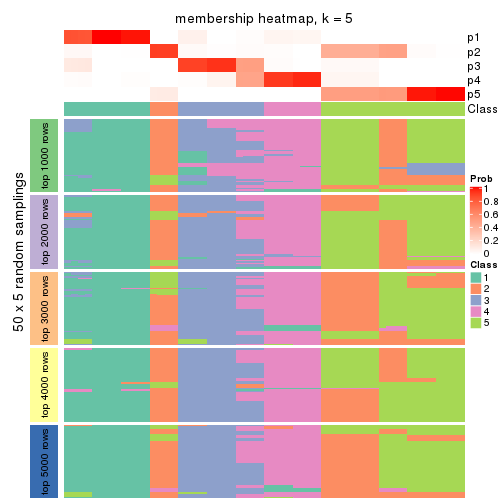 membership heatmap, k = 5
p1
p2
p3
p4
p5
Class
50 x 5 random samplings
top 1000 rows
top 2000 rows
top 3000 rows
top 4000 rows
top 5000 rows
Prob
1
0.8
0.6
0.4
0.2
0
Class
1
2
3
4
5